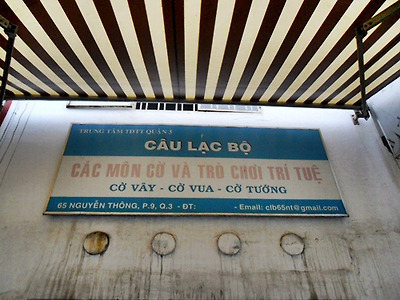 TRUNG TÂM TDTT QUẬN 3
CÂU LẠC BỘ
CÁC MÔN CỜ VÀ TRÒ CHƠI TRÍ TUỆ
CỜ VÂY - CỜ VUA - CỜ TƯỚNG
65 NGUYỄN THÔNG, P.9, Q.3 - ĐT: - Email: clb65nt@gmail.com